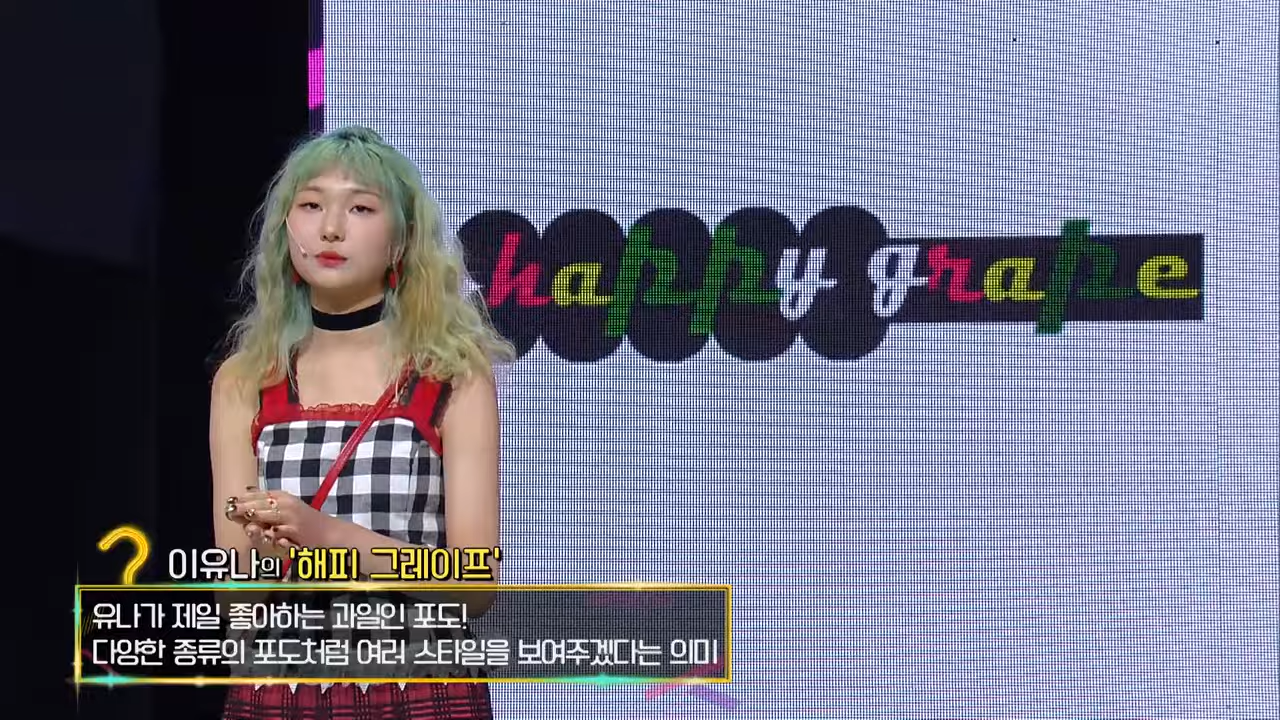 happy grape
이유나의 '해피 그레이프'
유나가 제일 좋아하는 과일인 포도!
다양한 종류의 포도처럼 여러 스타일을 보여주겠다는 의미